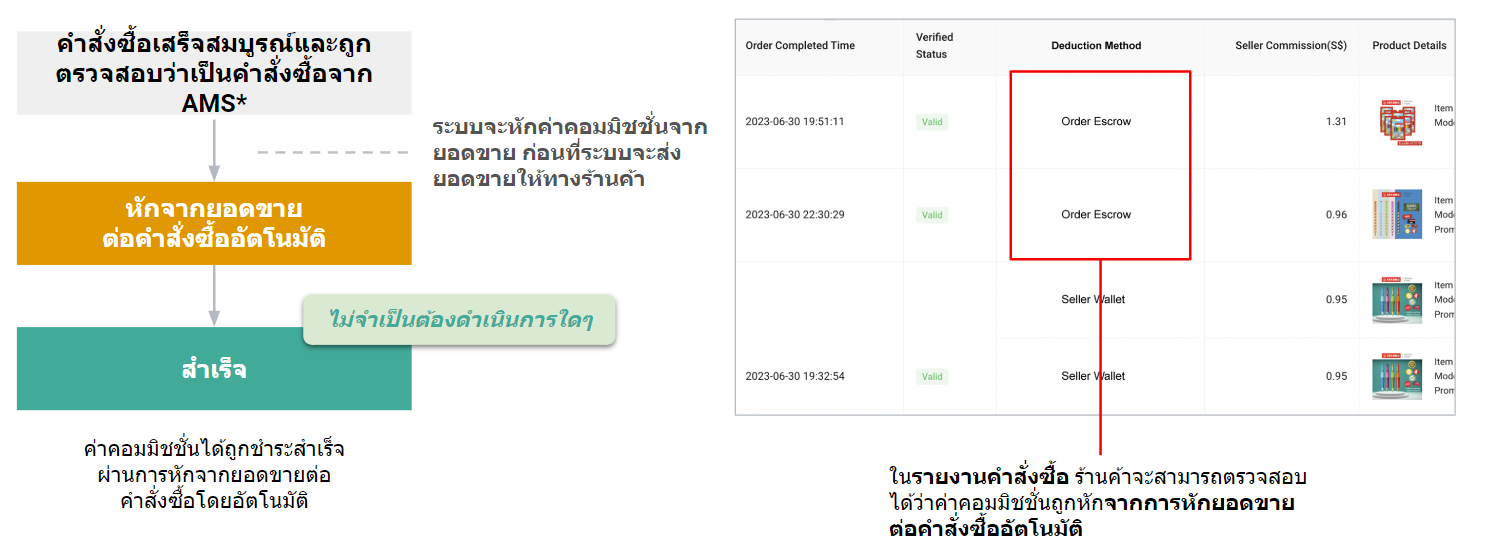 คำสั่งซื้อเสร็จสมบูรณ์และถูก
ตรวจสอบว่าเป็นคำสั่งซื้อจาก
AMS*
ระบบจะหักค่าคอมมิชชั่นจาก
ยอดขาย ก่อนที่ระบบจะส่ง
ยอดขายให้ทางร้านค้า
หักจากยอดขาย
ต่อคำสั่งซื้ออัตโนมัติ
ไม่จำเป็นต้องดำเนินการใดๆ
สำเร็จ
ค่าคอมมิชชั่นได้ถูกชำระสำเร็จ
ผ่านการหักจากยอดขายต่อ
คำสั่งซื้อโดยอัตโนมัติ
Order Completed Time Verified Status Deduction Method Seller Commission(S$) Product Details
2023-06-30 19:51:11 Valid Order Escrow 1.31 Item
Mode
2023-06-30 22:30:29 Valid Order Escrow 0.96 Item
Mode
Prom
Seller Wallet 0.95 Item
Mode
Prom
2023-06-30 19:32:54 Valid Seller Wallet 0.95 Item
Mode
Prom
ในรายงานคำสั่งซื้อ ร้านค้าจะสามารถตรวจสอบ
ได้ว่าค่าคอมมิชชั่นถูกหักจากการหักยอดขาย
ต่อคำสั่งซื้ออัตโนมัติ